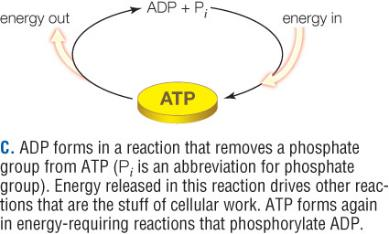 energy out
ADP + Pi
energy in
ATP
C. ADP forms in a reaction that removes a phosphate
group from ATP (Pi is an abbreviation for phosphate
group). Energy released in this reaction drives other reac-
tions that are the stuff of cellular work. ATP forms again
in energy-requiring reactions that phosphorylate ADP.